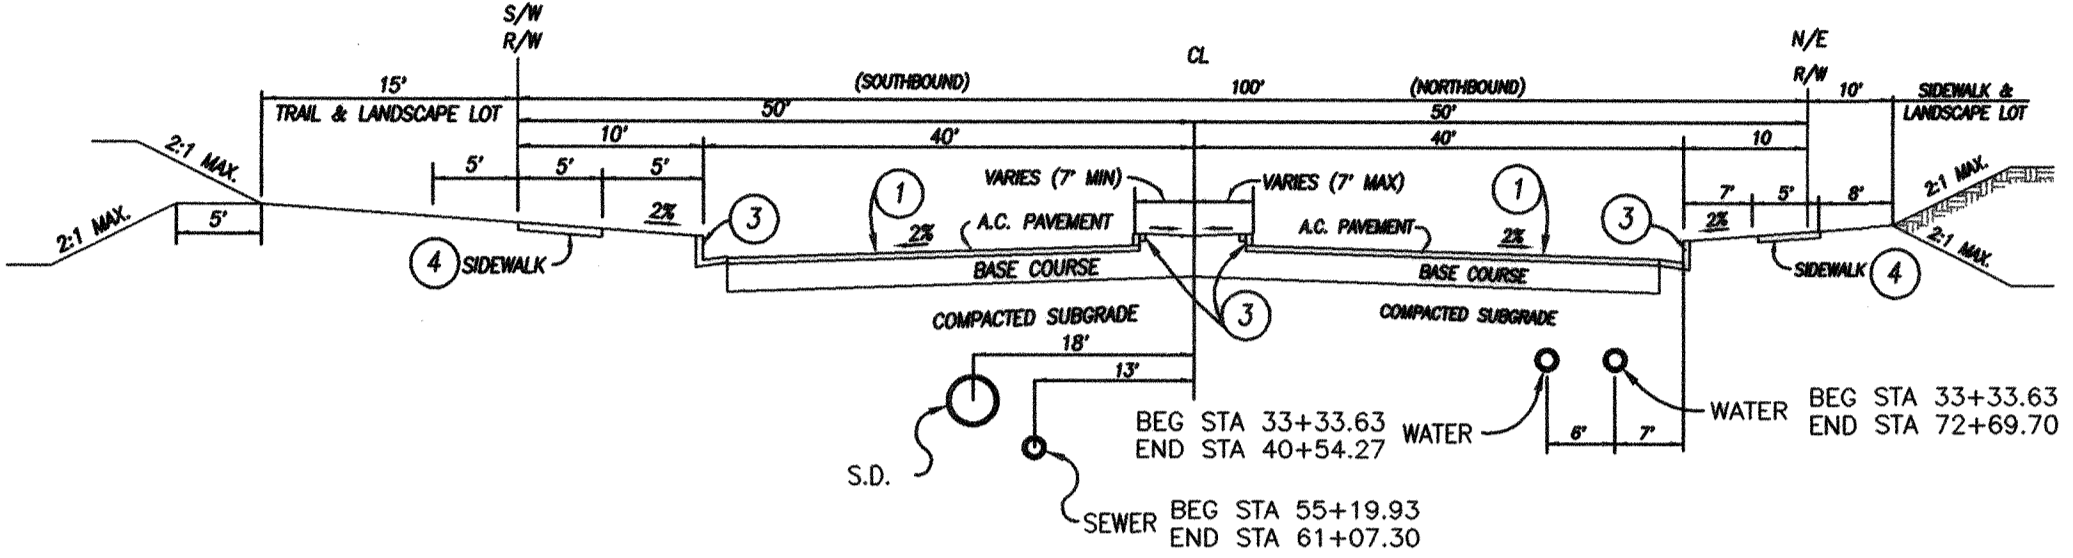 S/W
R/W
CL
N/E
R/W
15'
(SOUTHBOUND)
100'
(NORTHBOUND)
10'
SIDEWALK &
LANDSCAPE LOT
TRAIL & LANDSCAPE LOT
50'
50'
10'
40'
40'
10
2:1 MAX.
5'
5'
5'
VARIES (7' MIN)
VARIES (7' MAX)
1
1
7'
5'
8'
2:1 MAX.
2:1 MAX.
5'
2%
3
2%
A.C. PAVEMENT
A.C. PAVEMENT
2%
3
2%
2:1 MAX.
4
SIDEWALK
BASE COURSE
BASE COURSE
SIDEWALK
4
COMPACTED SUBGRADE
3
COMPACTED SUBGRADE
18'
13'
BEG STA 33+33.63
END STA 40+54.27
WATER
6'
7'
WATER
BEG STA 33+33.63
END STA 72+69.70
S.D.
SEWER
BEG STA 55+19.93
END STA 61+07.30